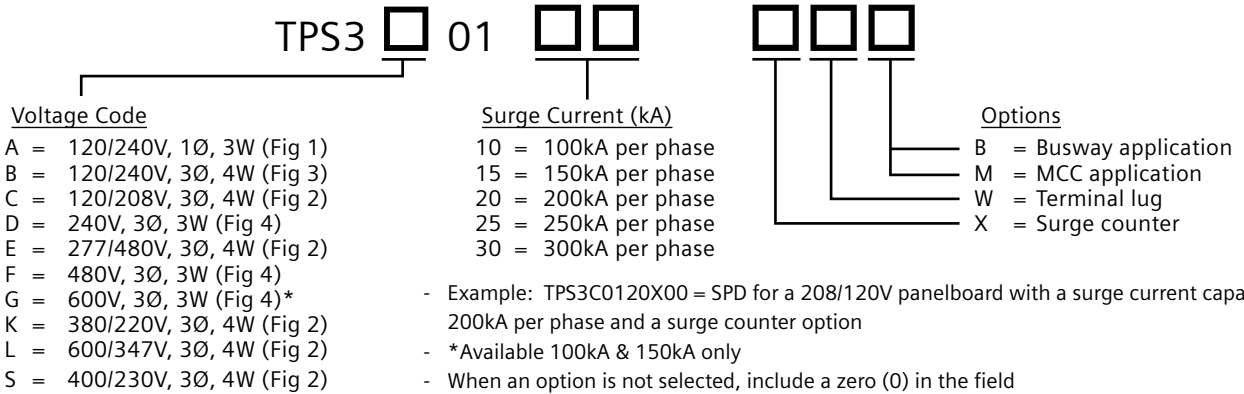 TPS3 01
Voltage Code
A = 120/240V, 1Ø, 3W (Fig 1)
B = 120/240V, 3Ø, 4W (Fig 3)
C = 120/208V, 3Ø, 4W (Fig 2)
D = 240V, 3Ø, 3W (Fig 4)
E = 277/480V, 3Ø, 4W (Fig 2)
F = 480V, 3Ø, 3W (Fig 4)
G = 600V, 3Ø, 3W (Fig 4)*
K = 380/220V, 3Ø, 4W (Fig 2)
L = 600/347V, 3Ø, 4W (Fig 2)
S = 400/230V, 3Ø, 4W (Fig 2)
Surge Current (kA)
10 = 100kA per phase
15 = 150kA per phase
20 = 200kA per phase
25 = 250kA per phase
30 = 300kA per phase
Options
B = Busway application
M = MCC application
W = Terminal lug
X = Surge counter
- Example: TPS3C0120X00 = SPD for a 208/120V panelboard with a surge current capa
200kA per phase and a surge counter option
- *Available 100kA & 150kA only
- When an option is not selected, include a zero (0) in the field